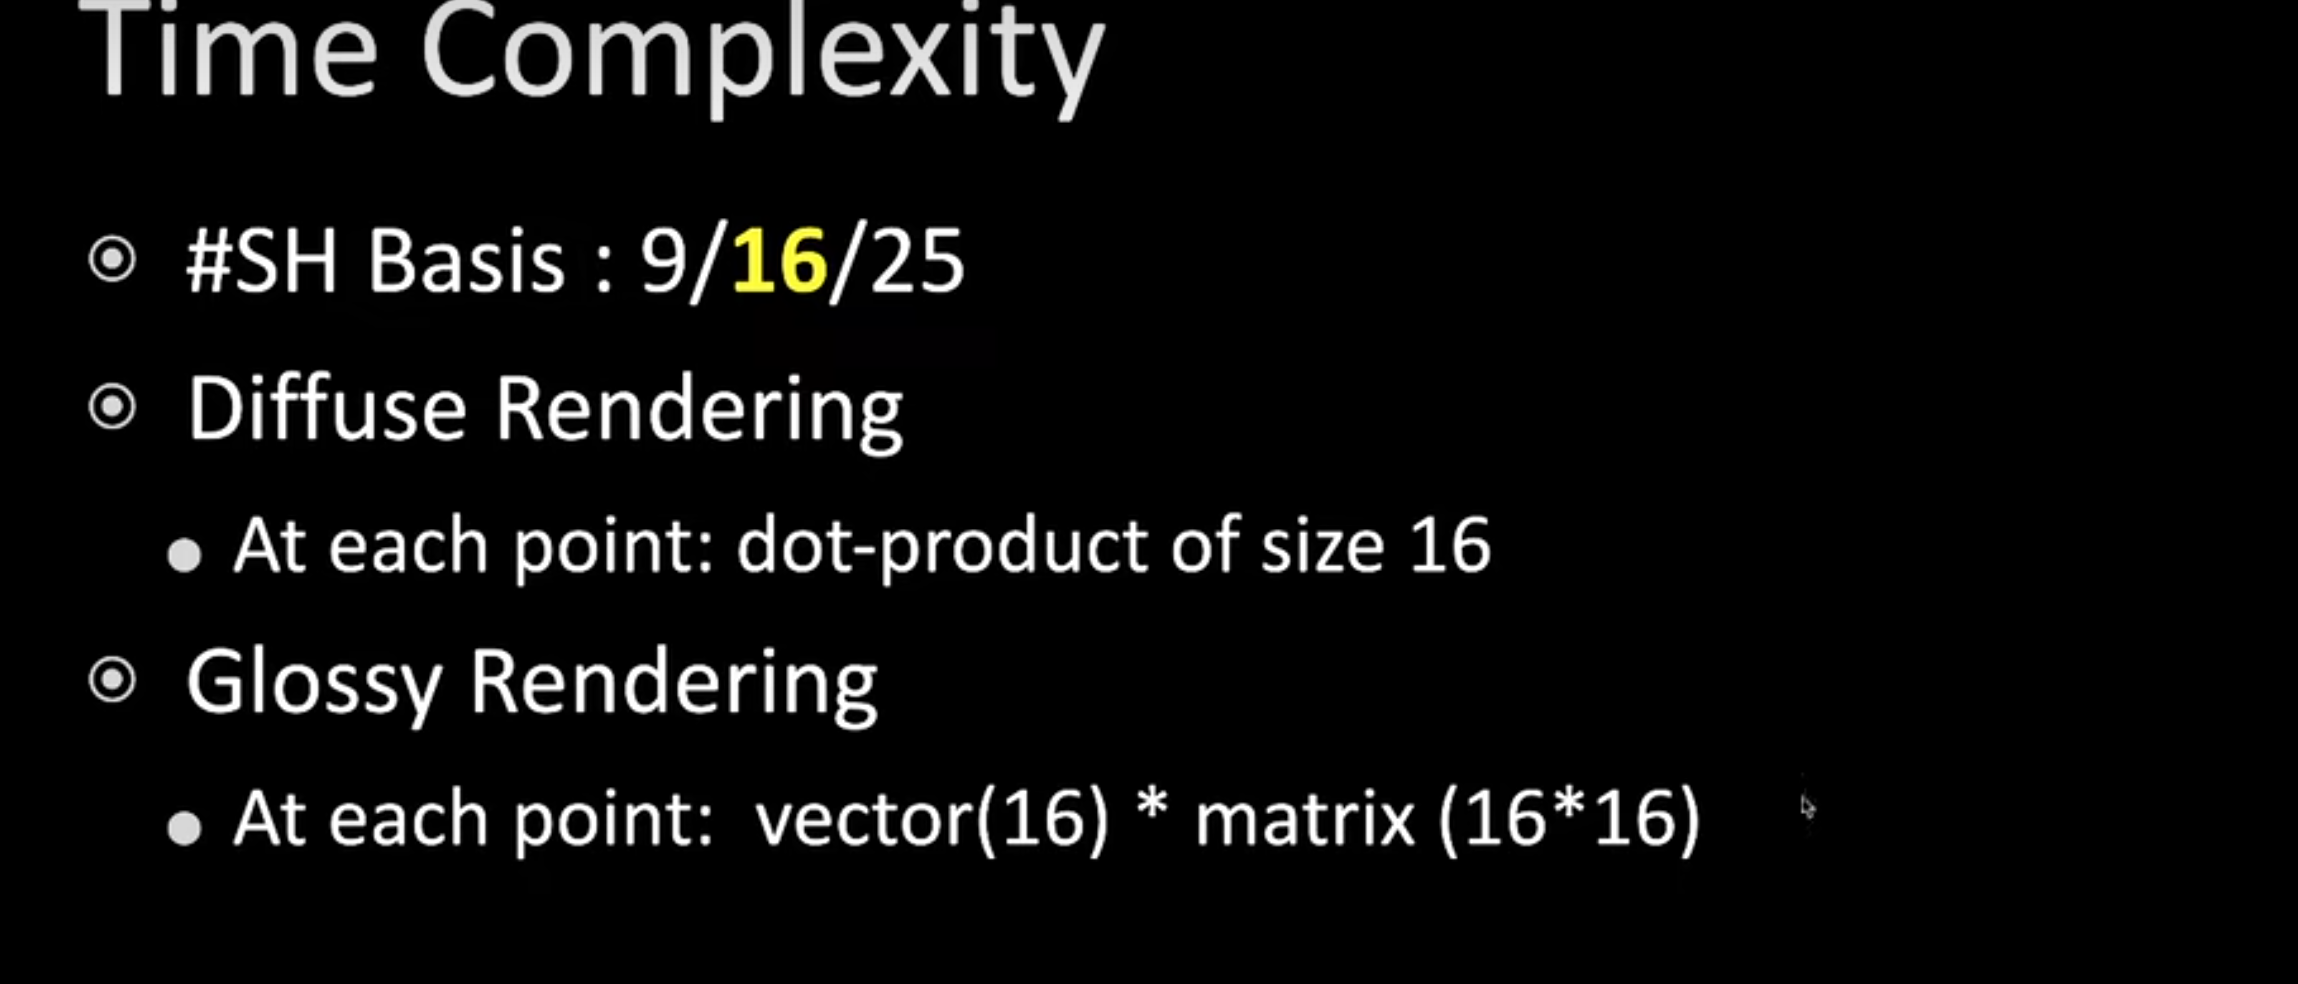 Time Complexity
#SH Basis : 9/16/25
Diffuse Rendering
At each point: dot-product of size 16
Glossy Rendering
At each point: vector(16) * matrix (16*16)